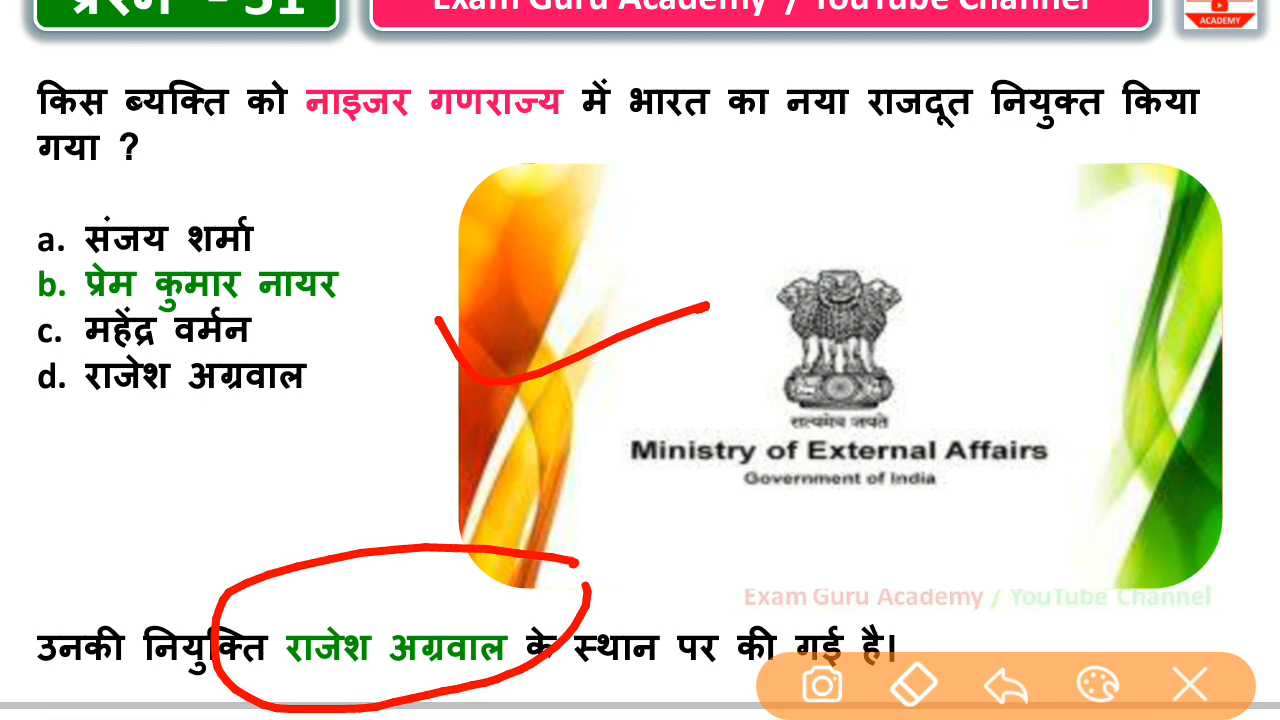 प्रश्न - 31
Exam Guru Academy / YouTube Channel
ACADEMY
किस ब्यक्ति को नाइजर गणराज्य में भारत का नया राजदूत नियुक्त किया
गया ?
a. संजय शर्मा
b. प्रेम कुमार नायर
c. महेंद्र वर्मन
d. राजेश अग्रवाल
सत्यमेव जयते
Ministry of External Affairs
Government of India
Exam Guru Academy / YouTube Channel
उनकी नियुक्ति राजेश अग्रवाल के स्थान पर की गई है।